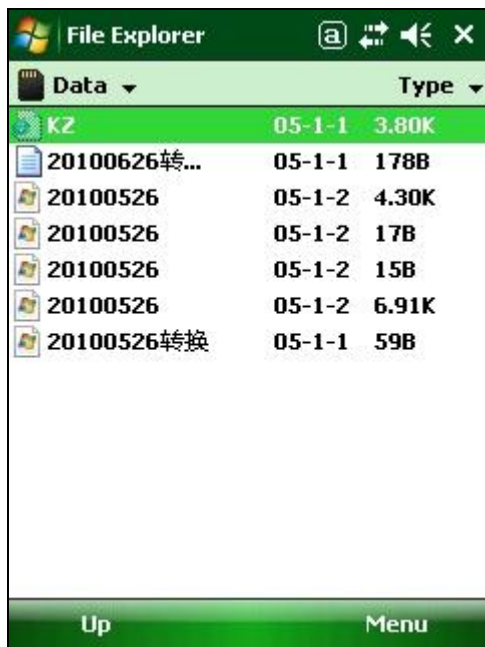 File Explorer a
Data Type
KZ 05-1-1 3.80K
20100626转... 05-1-1 178B
20100526 05-1-2 4.30K
20100526 05-1-2 17B
20100526 05-1-2 15B
20100526 05-1-2 6.91K
20100526转换 05-1-1 59B
Up Menu